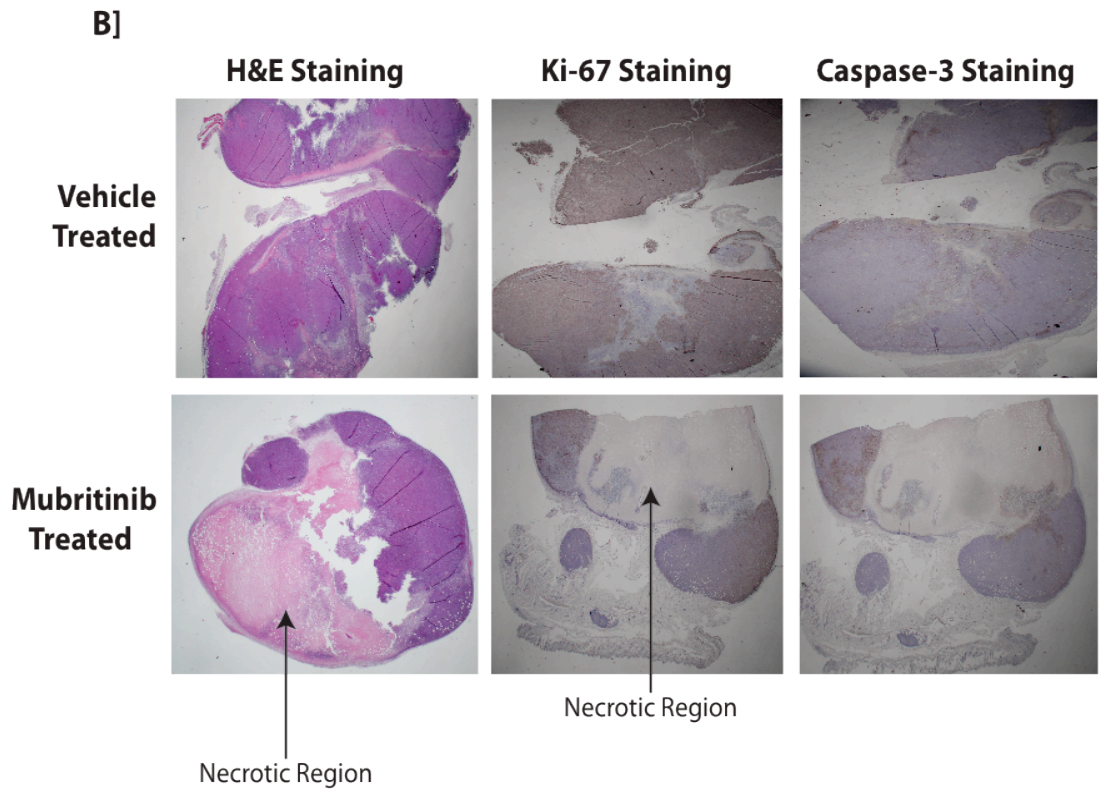 B]
H&E Staining
Ki-67 Staining
Caspase-3 Staining
Vehicle
Treated
Mubritinib
Treated
Necrotic Region
Necrotic Region